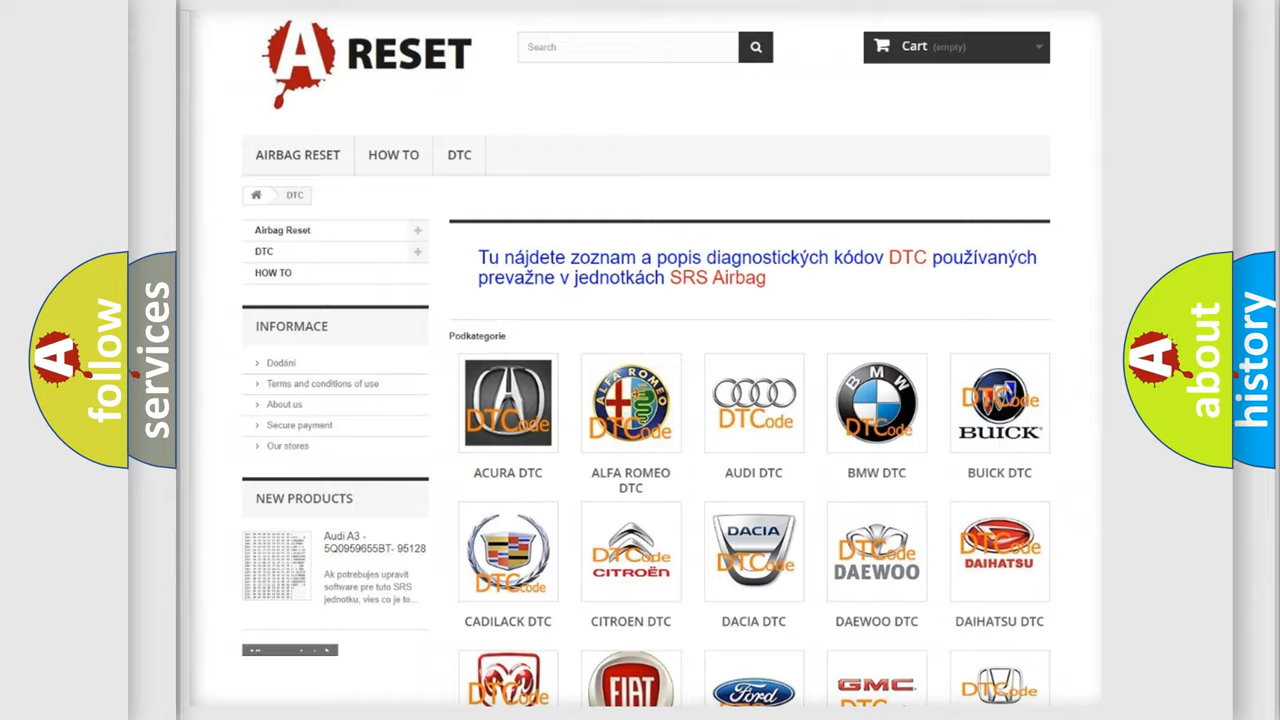 A RESET
Search
Cart (empty)
AIRBAG RESET
HOW TO
DTC
DTC
Airbag Reset
DTC
HOW TO
Tu nájdete zoznam a popis diagnostických kódov DTC používaných
prevažne v jednotkách SRS Airbag
INFORMACE
Dodání
Terms and conditions of use
About us
Secure payment
Our stores
NEW PRODUCTS
Audi A3 -
5Q0959655BT- 95128
Ak potrebujes upravit
software pre tuto SRS
jednotku, vies co je to...
Podkategorie
DTCode
ALFA ROMEO
DTCode
DTCode
BMW
DTCode
DTCode
BUICK
ACURA DTC
ALFA ROMEO
DTC
AUDI DTC
BMW DTC
BUICK DTC
DTCode
DTCode
CITROËN
DACIA
DTCode
DTCode
DAEWOO
DTCode
DAIHATSU
CADILACK DTC
CITROEN DTC
DACIA DTC
DAEWOO DTC
DAIHATSU DTC
DTCode
FIAT
Ford
GMC
DTCode
A follow
services
A about
history